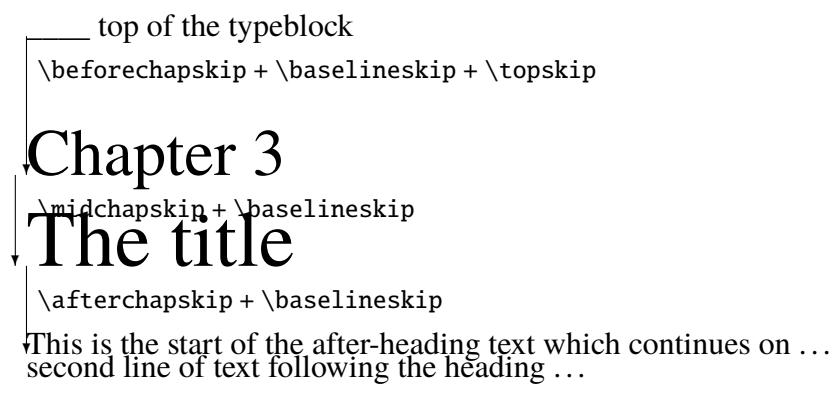 ____ top of the typeblock
\beforechapskip + \baselineskip + \topskip
Chapter 3
\midchapskip + \baselineskip
The title
\afterchapskip + \baselineskip
This is the start of the after-heading text which continues on ...
second line of text following the heading ...